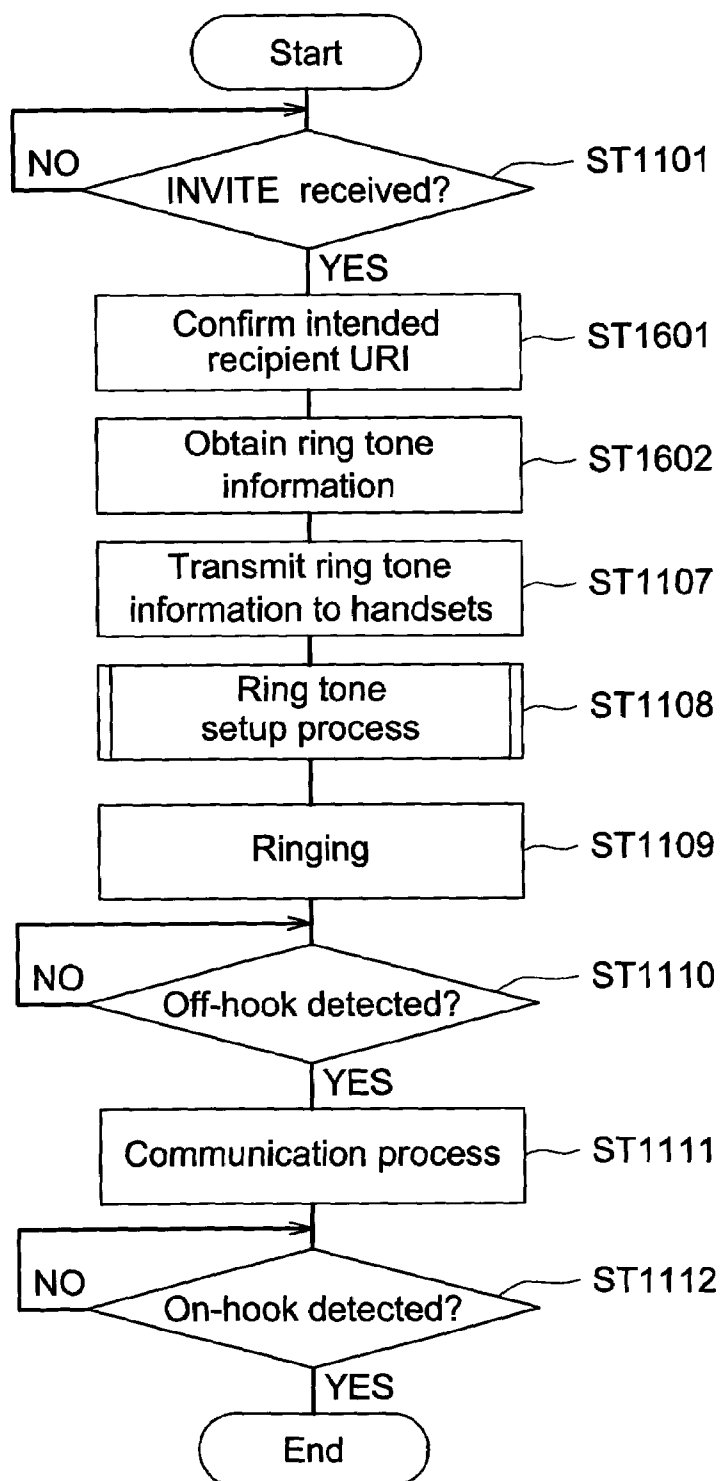 Start
NO
INVITE received?
ST1101
YES
Confirm intended
recipient URI
ST1601
Obtain ring tone
information
ST1602
Transmit ring tone
information to handsets
ST1107
Ring tone
setup process
ST1108
Ringing
ST1109
NO
Off-hook detected?
ST1110
YES
Communication process
ST1111
NO
On-hook detected?
ST1112
YES
End